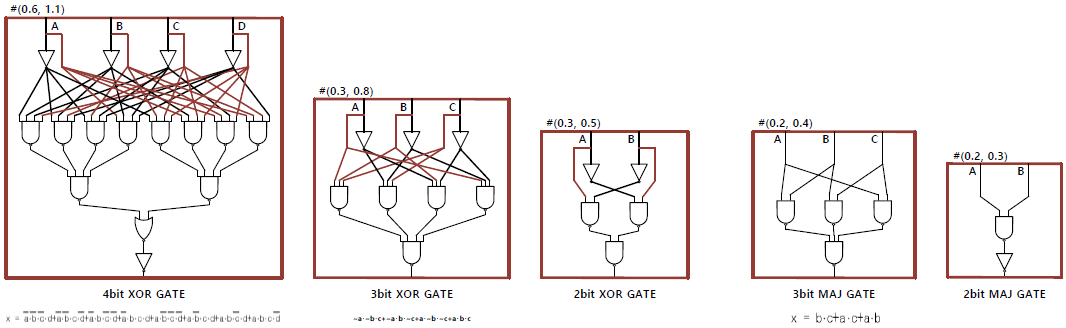 #(0.6, 1.1)
A B C D
4bit XOR GATE
x = a·b·c·d+a·b·c·d+a·b·c·d+a·b·c·d+a·b·c·d+a·b·c·d+a·b·c·d+a·b·c·d
#(0.3, 0.8)
A B C
3bit XOR GATE
~a·~b·c+~a·b·~c+a·~b·~c+a·b·c
#(0.3, 0.5)
A B
2bit XOR GATE
#(0.2, 0.4)
A B C
3bit MAJ GATE
x = b·c+a·c+a·b
#(0.2, 0.3)
A B
2bit MAJ GATE